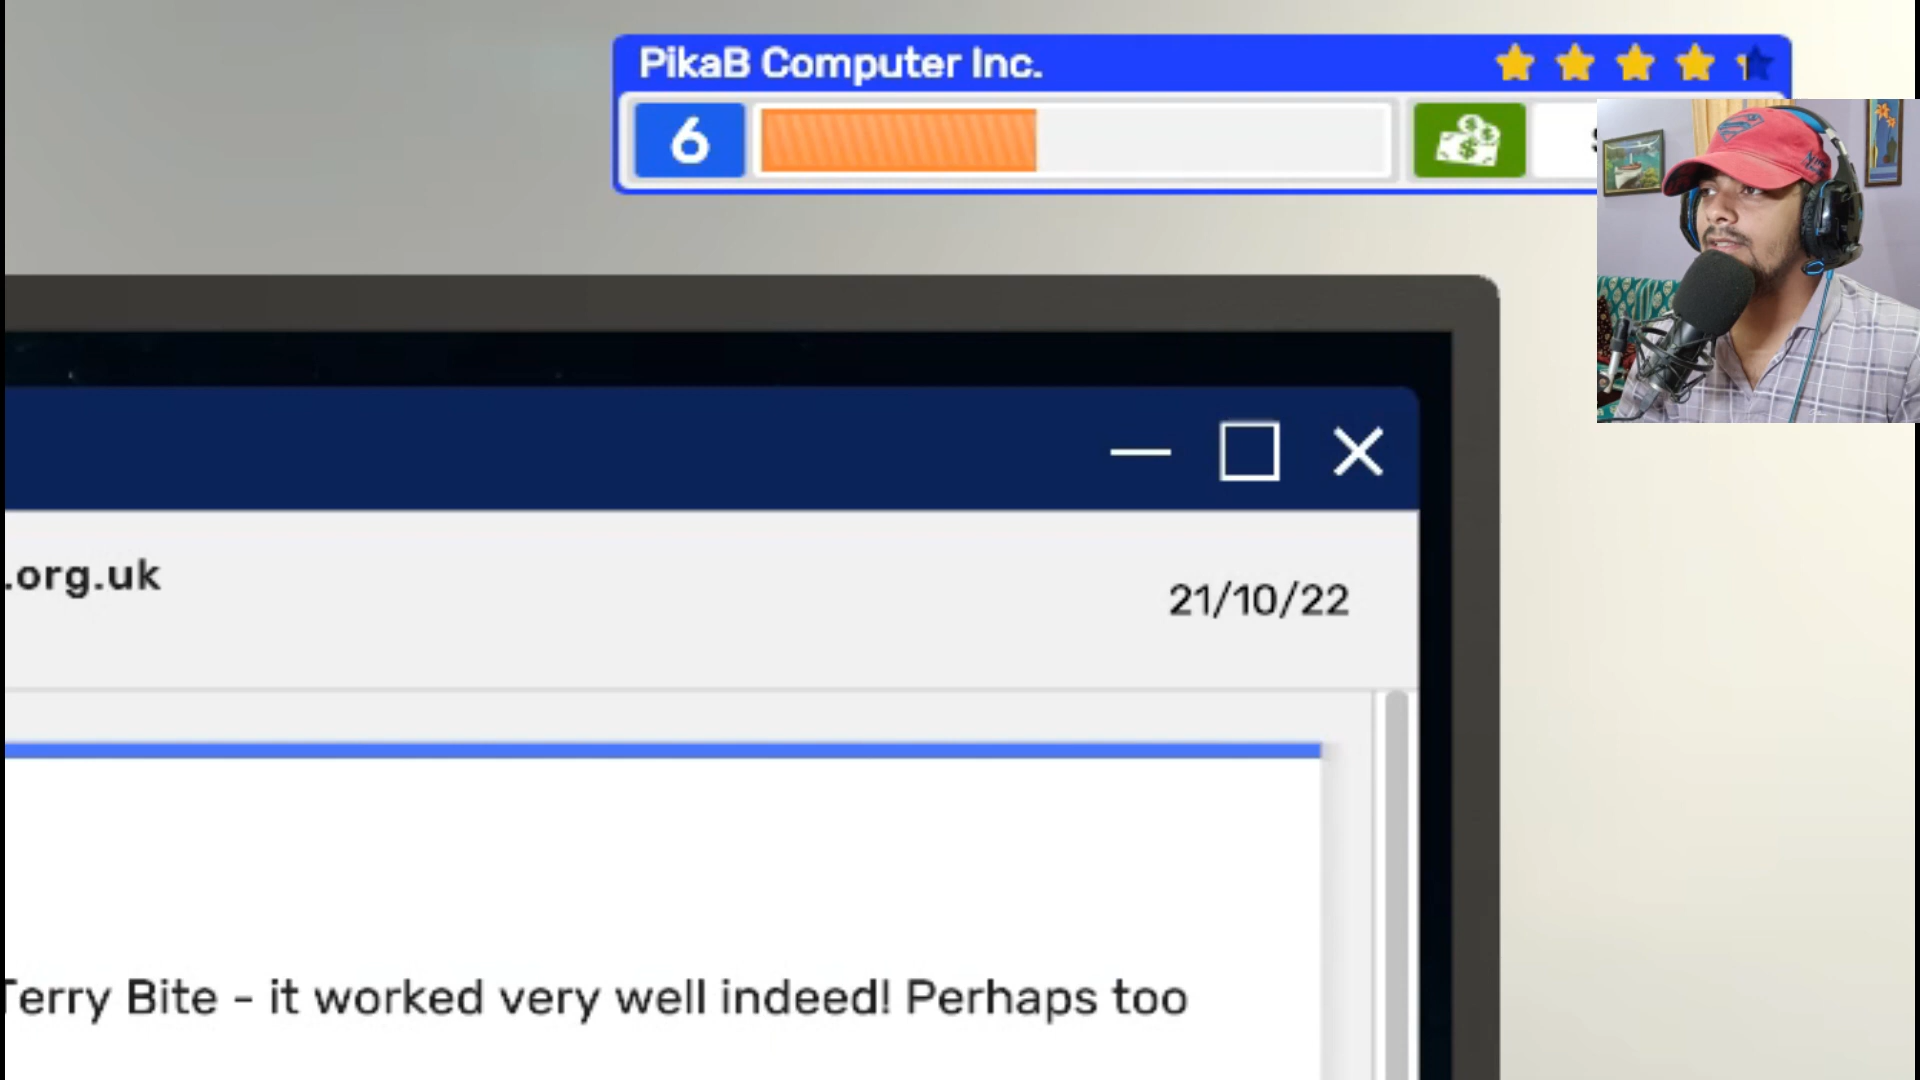 PikaB Computer Inc.
6
.org.uk
21/10/22
Terry Bite - it worked very well indeed! Perhaps too